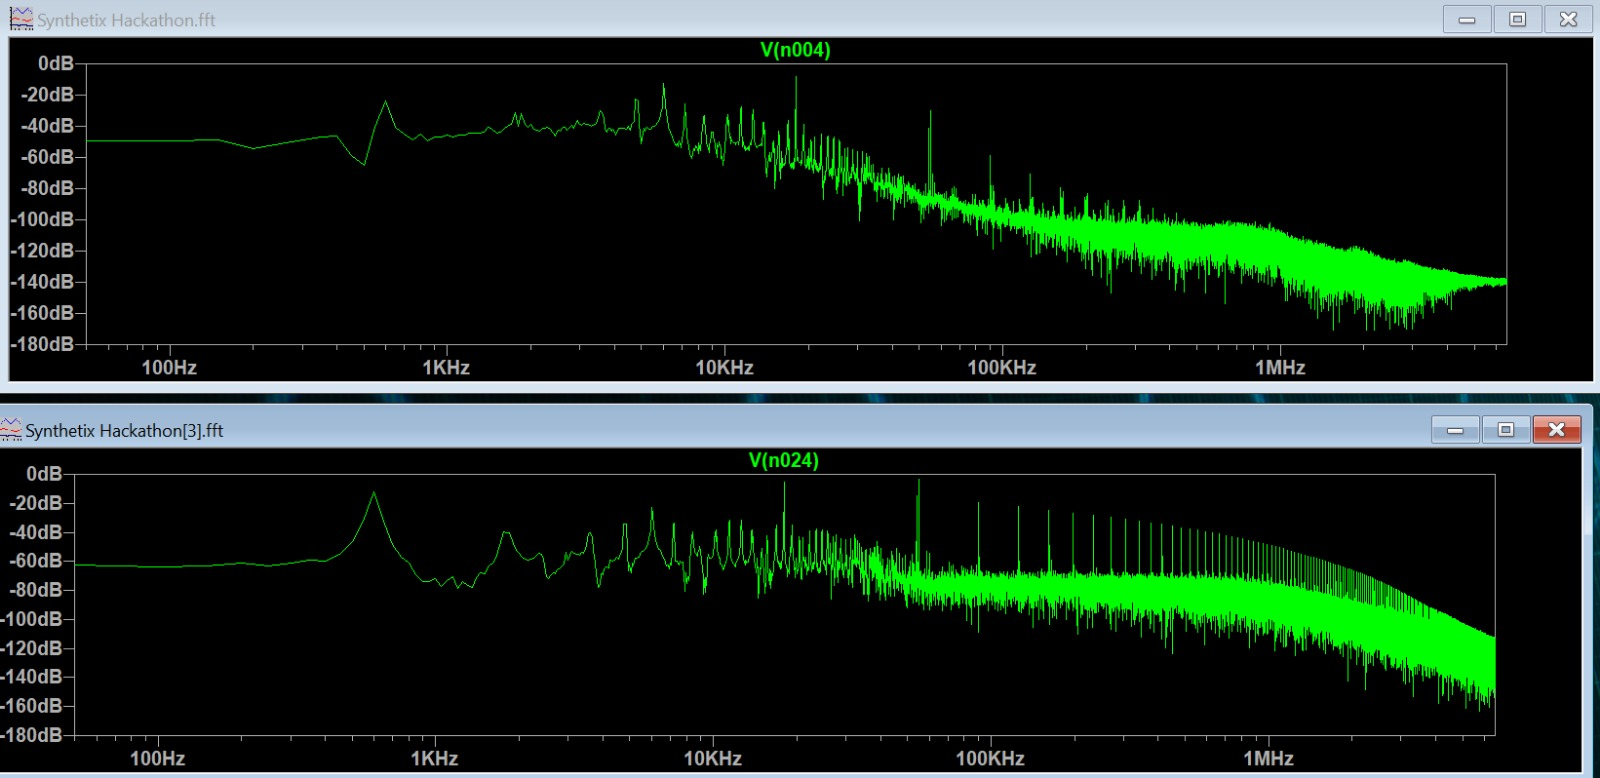 Synthetix Hackathon.fft
V(n004)
0dB
-20dB
-40dB
-60dB
-80dB
-100dB
-120dB
-140dB
-160dB
-180dB
100Hz 1KHz 10KHz 100KHz 1MHz
Synthetix Hackathon[3].fft
V(n024)
0dB
-20dB
-40dB
-60dB
-80dB
-100dB
-120dB
-140dB
-160dB
-180dB
100Hz 1KHz 10KHz 100KHz 1MHz